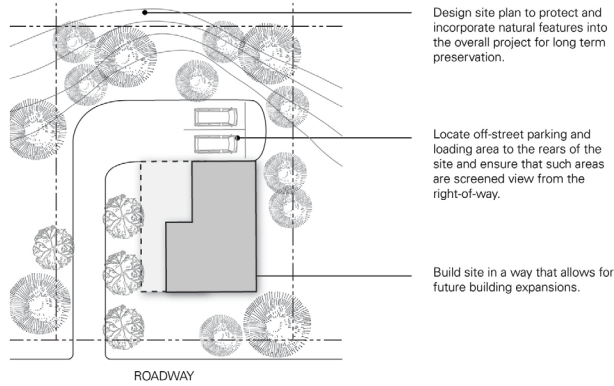 Design site plan to protect and
incorporate natural features into
the overall project for long term
preservation.
Locate off-street parking and
loading area to the rears of the
site and ensure that such areas
are screened view from the
right-of-way.
Build site in a way that allows for
future building expansions.
ROADWAY